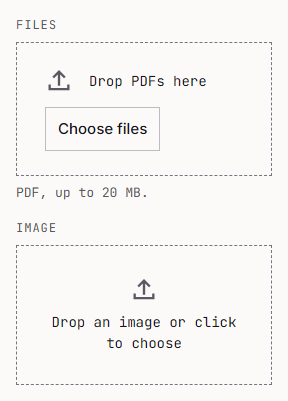 FILES
Drop PDFs here
Choose files
PDF, up to 20 MB.
IMAGE
Drop an image or click
to choose